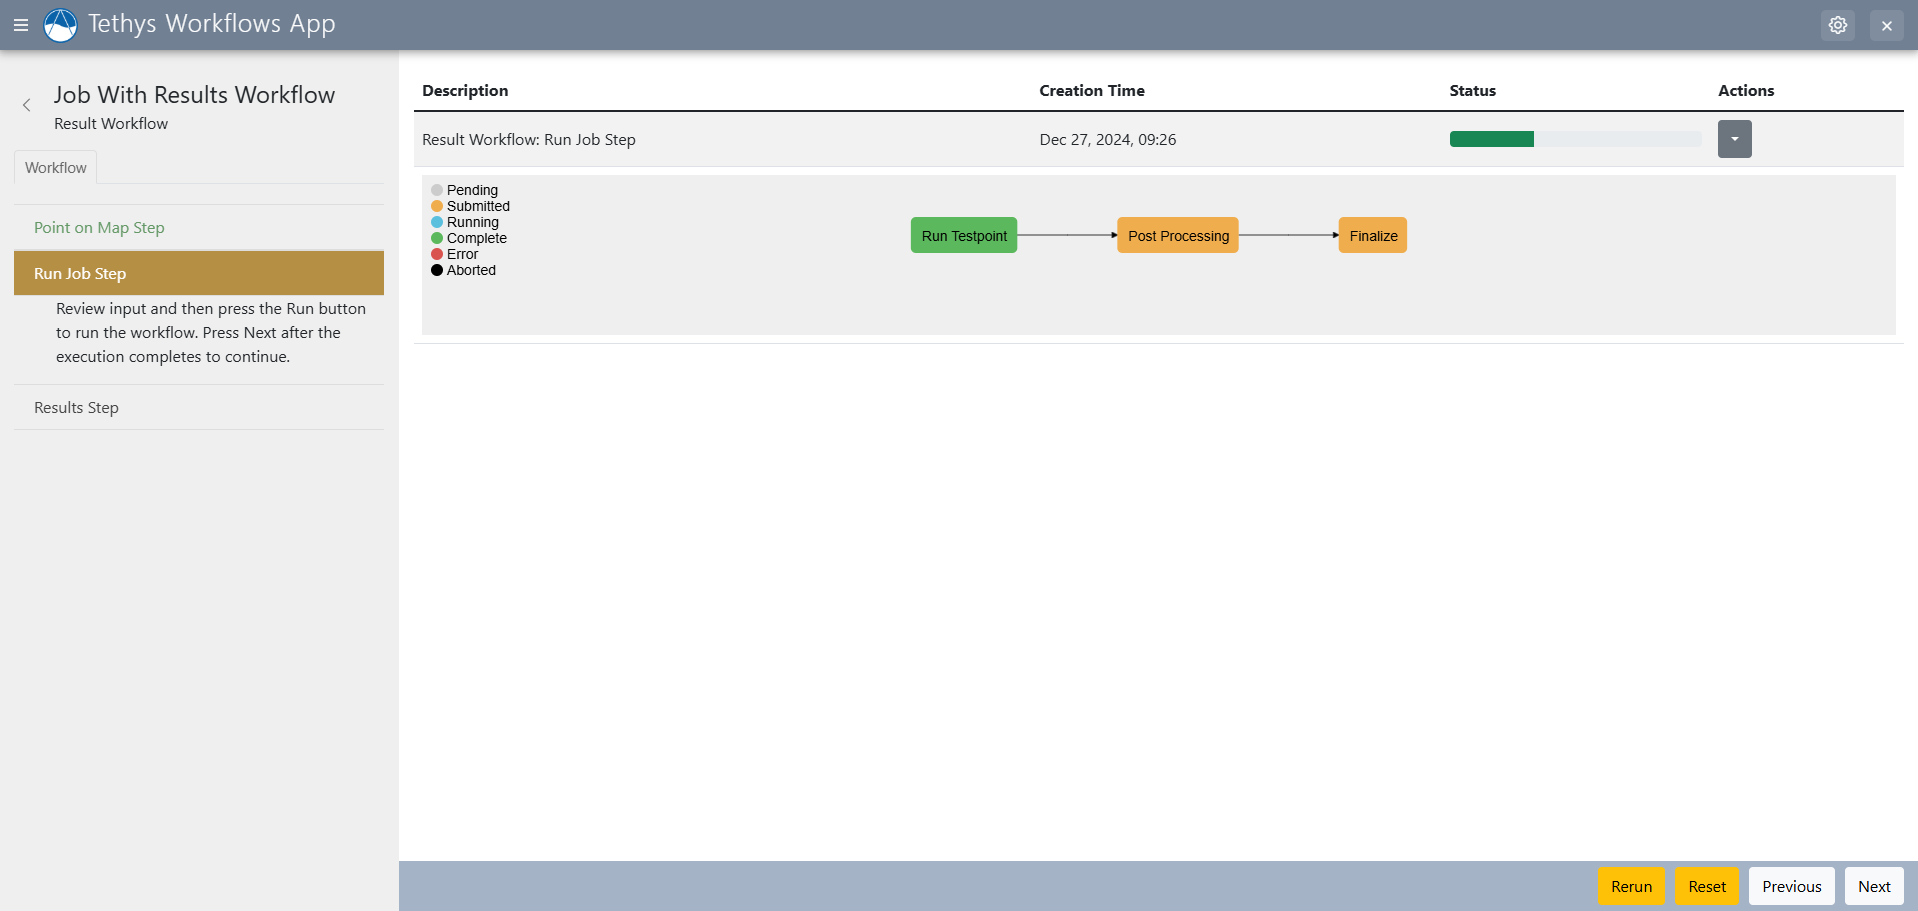 Tethys Workflows App
Job With Results Workflow
Result Workflow
Workflow
Point on Map Step
Run Job Step
Review input and then press the Run button
to run the workflow. Press Next after the
execution completes to continue.
Results Step
Description Creation Time Status Actions
Result Workflow: Run Job Step Dec 27, 2024, 09:26
Pending
Submitted
Running
Complete
Error
Aborted
Run Testpoint Post Processing Finalize
Rerun Reset Previous Next